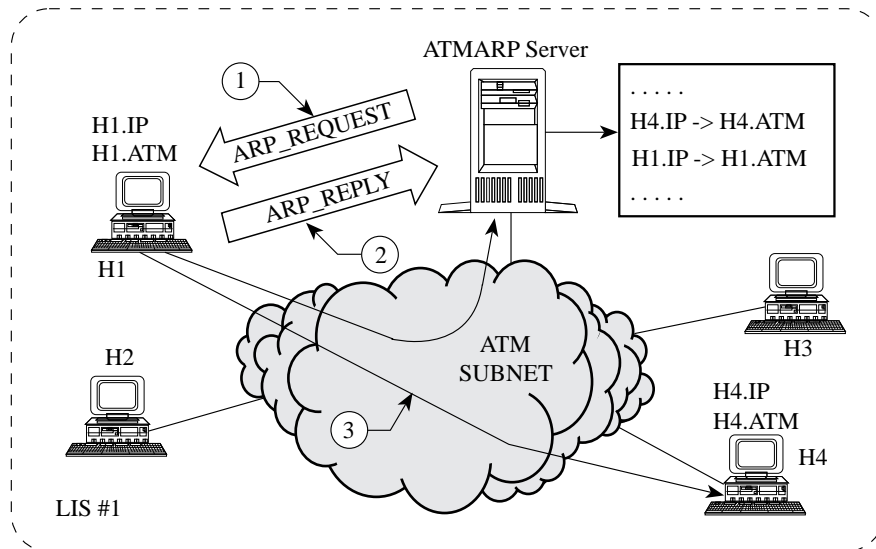 ATMARP Server
1
. . . . .
H4.IP -> H4.ATM
H1.IP -> H1.ATM
. . . . .
ARP_REQUEST
H1.IP
H1.ATM
ARP_REPLY
2
H1
ATM
SUBNET
H3
H2
H4.IP
H4.ATM
3
H4
LIS #1